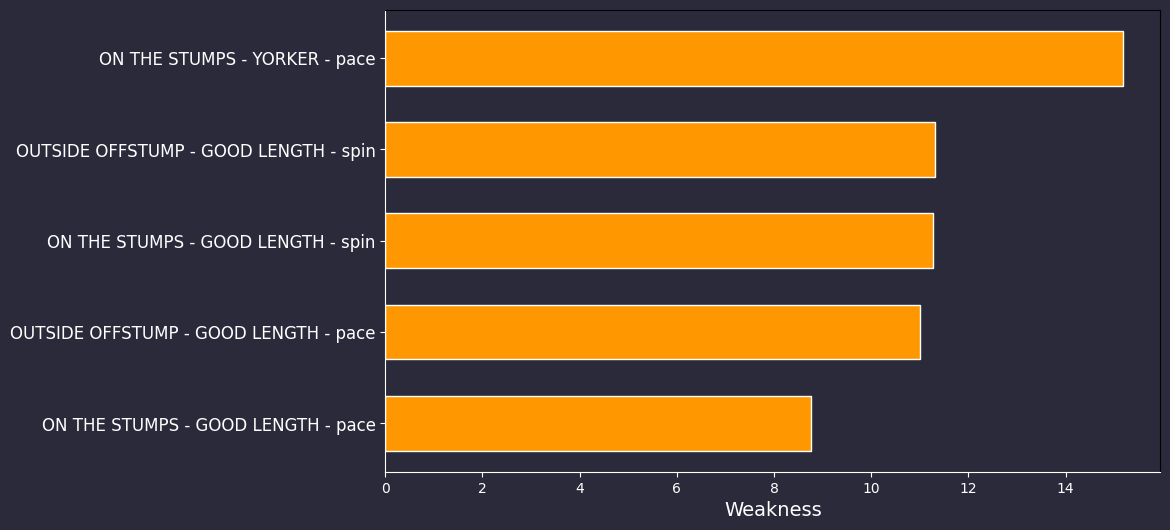 ON THE STUMPS - YORKER - pace
OUTSIDE OFFSTUMP - GOOD LENGTH - spin
ON THE STUMPS - GOOD LENGTH - spin
OUTSIDE OFFSTUMP - GOOD LENGTH - pace
ON THE STUMPS - GOOD LENGTH - pace
0 2 4 6 8 10 12 14
Weakness